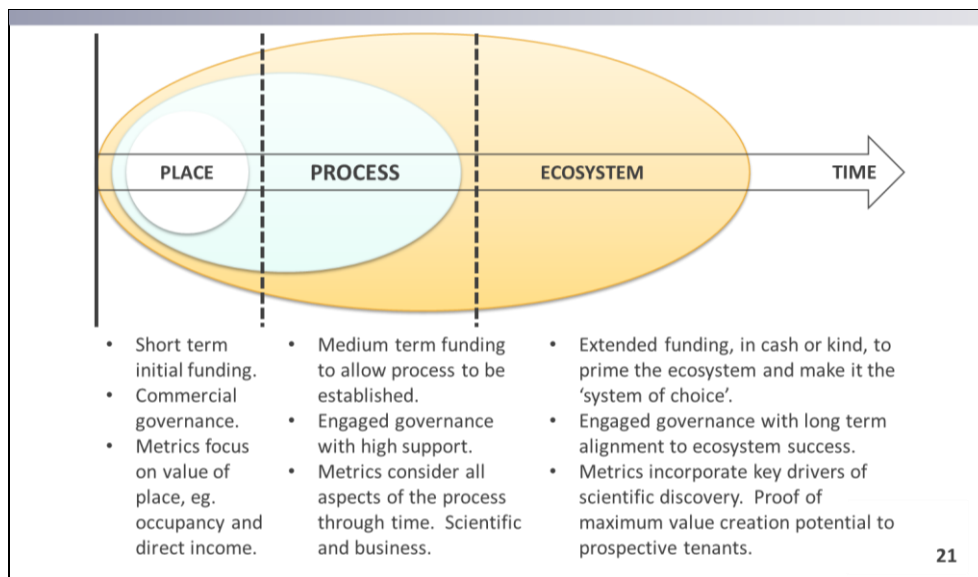 PLACE
PROCESS
ECOSYSTEM
TIME
• Short term
initial funding.
• Commercial
governance.
• Metrics focus
on value of
place, eg.
occupancy and
direct income.
• Medium term funding
to allow process to be
established.
• Engaged governance
with high support.
• Metrics consider all
aspects of the process
through time. Scientific
and business.
• Extended funding, in cash or kind, to
prime the ecosystem and make it the
‘system of choice’.
• Engaged governance with long term
alignment to ecosystem success.
• Metrics incorporate key drivers of
scientific discovery. Proof of
maximum value creation potential to
prospective tenants.
21